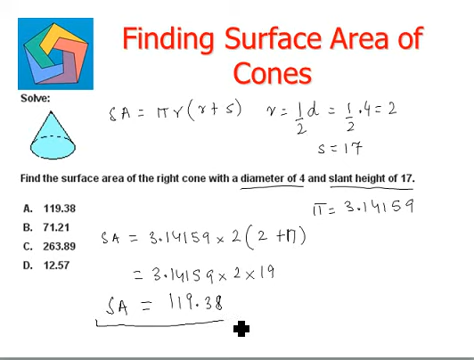 Finding Surface Area of
Cones
Solve:
SA = πr(r+s)   r = 1/2 d = 1/2 . 4 = 2
s = 17
Find the surface area of the right cone with a diameter of 4 and slant height of 17.
π = 3.14159
A. 119.38
B. 71.21
C. 263.89
D. 12.57
SA = 3.14159 × 2 (2 + 17)
= 3.14159 × 2 × 19
SA = 119.38